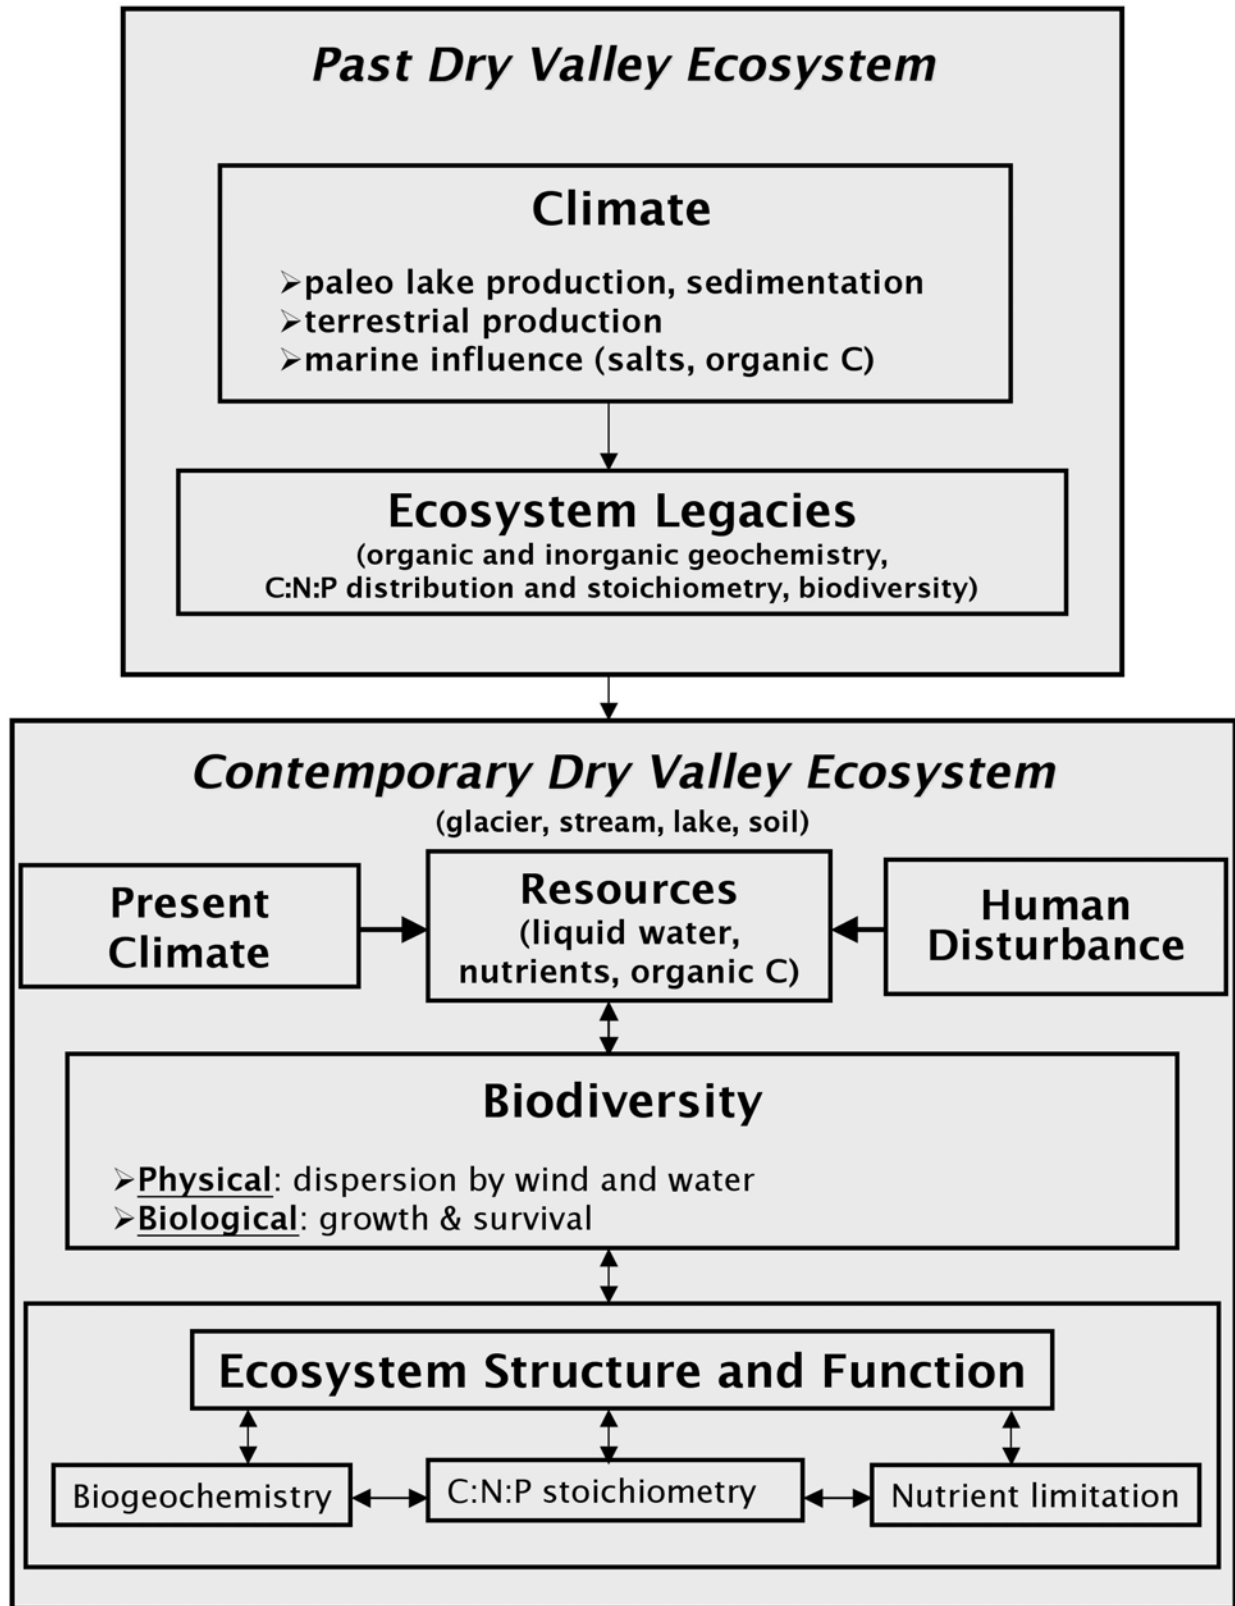 Past Dry Valley Ecosystem
Climate
➢paleo lake production, sedimentation
➢terrestrial production
➢marine influence (salts, organic C)
Ecosystem Legacies
(organic and inorganic geochemistry,
C:N:P distribution and stoichiometry, biodiversity)
Contemporary Dry Valley Ecosystem
(glacier, stream, lake, soil)
Present
Climate
Resources
(liquid water,
nutrients, organic C)
Human
Disturbance
Biodiversity
➢Physical: dispersion by wind and water
➢Biological: growth & survival
Ecosystem Structure and Function
Biogeochemistry
C:N:P stoichiometry
Nutrient limitation